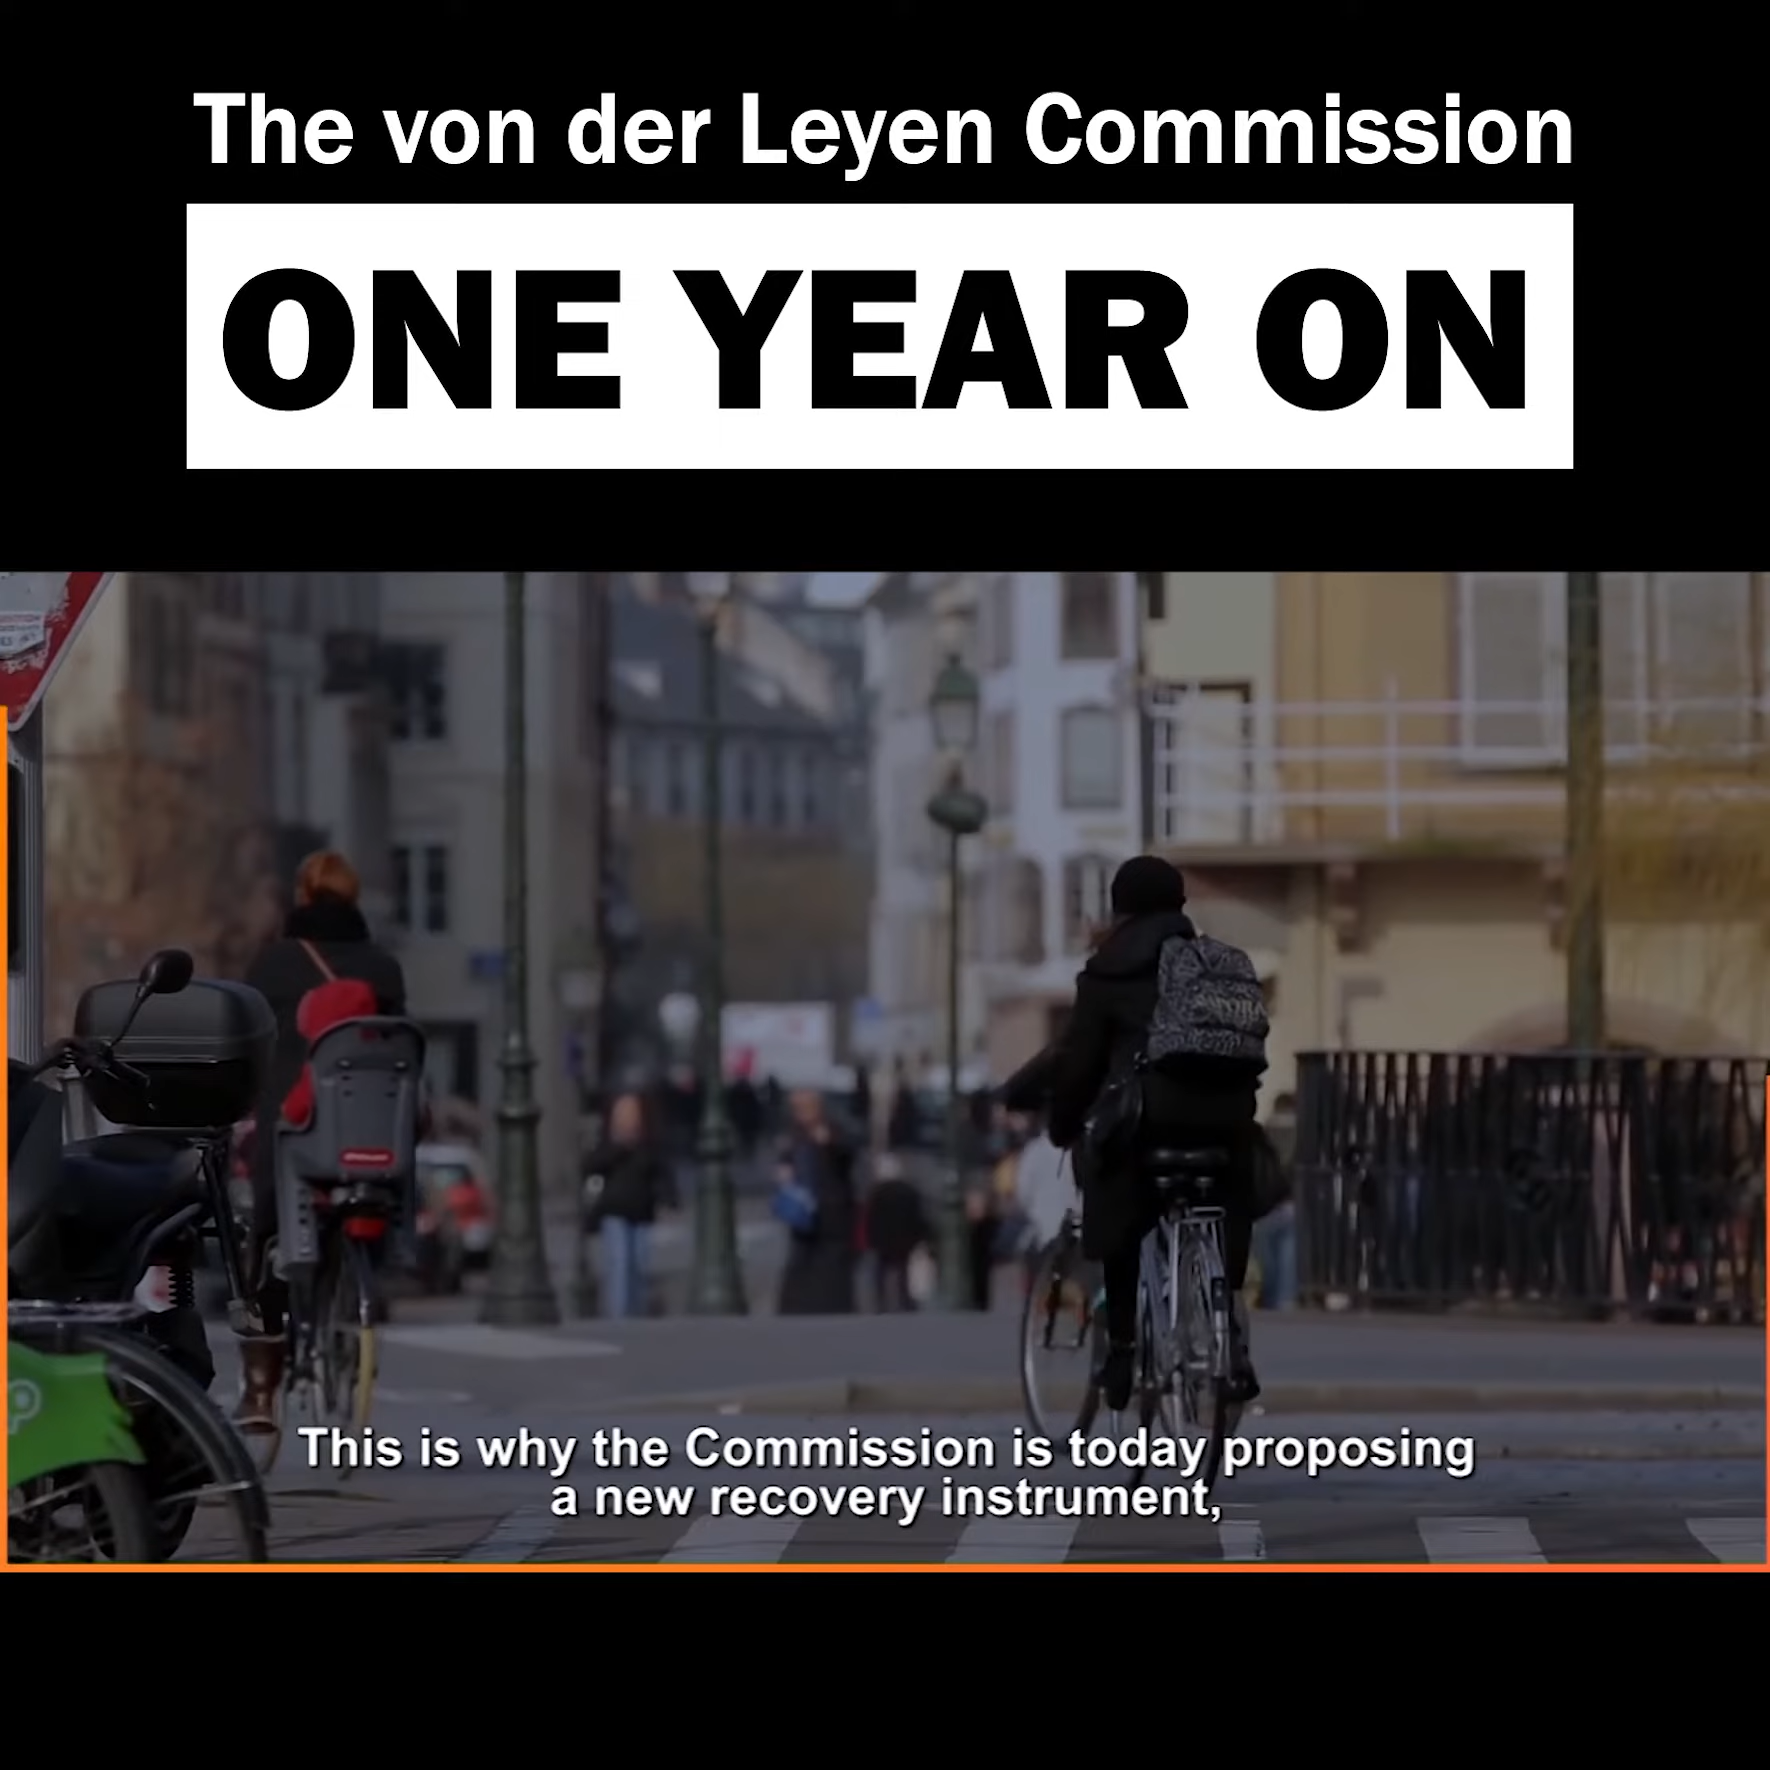 The von der Leyen Commission
ONE YEAR ON
This is why the Commission is today proposing
a new recovery instrument,